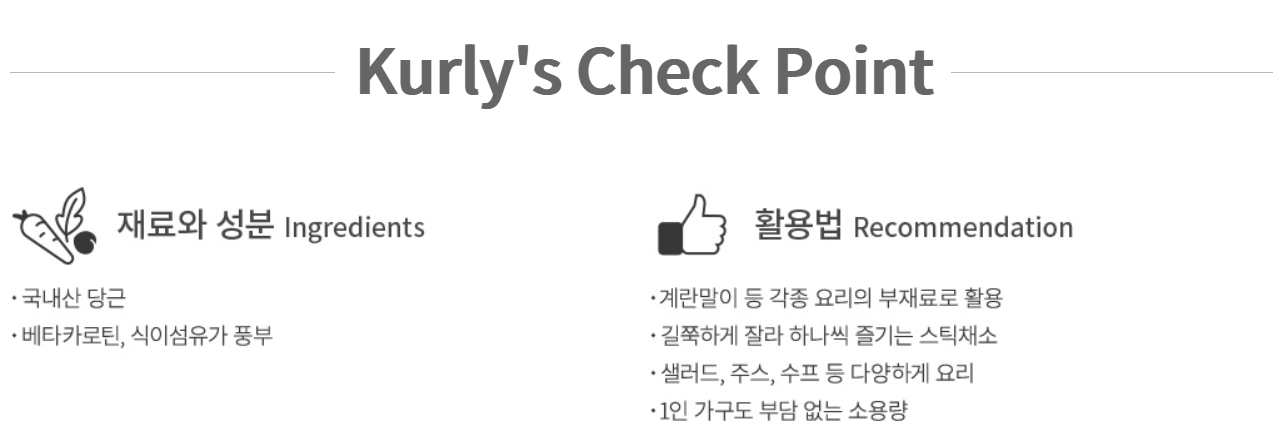 Kurly's Check Point
재료와 성분 Ingredients
· 국내산 당근
· 베타카로틴, 식이섬유가 풍부
활용법 Recommendation
· 계란말이 등 각종 요리의 부재료로 활용
· 길쭉하게 잘라 하나씩 즐기는 스틱채소
· 샐러드, 주스, 수프 등 다양하게 요리
· 1인 가구도 부담 없는 소용량